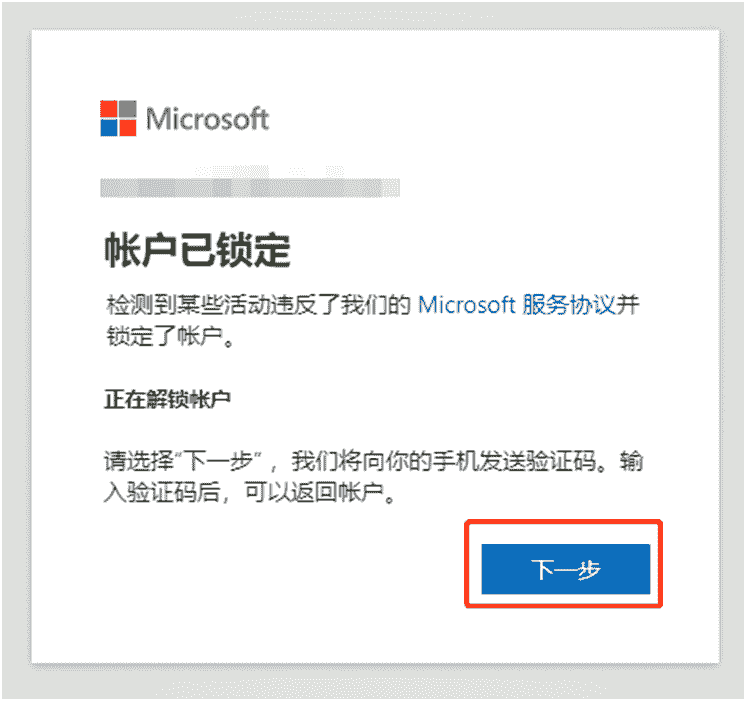 Microsoft
帐户已锁定
检测到某些活动违反了我们的 Microsoft 服务协议并
锁定了帐户。
正在解锁帐户
请选择“下一步”，我们将向你的手机发送验证码。输
入验证码后，可以返回帐户。
下一步